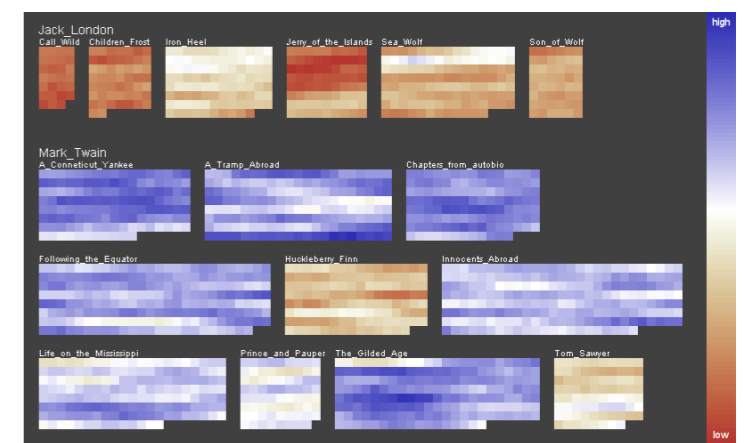 high
Jack_London
Call_Wild Children_Frost Iron_Heel Jerry_of_the_Islands Sea_Wolf Son_of_Wolf
Mark_Twain
A_Conneticut_Yankee A_Tramp_Abroad Chapters_from_autobio
Following_the_Equator Huckleberry_Finn Innocents_Abroad
Life_on_the_Mississippi Prince_and_Pauper The_Gilded_Age Tom_Sawyer
low